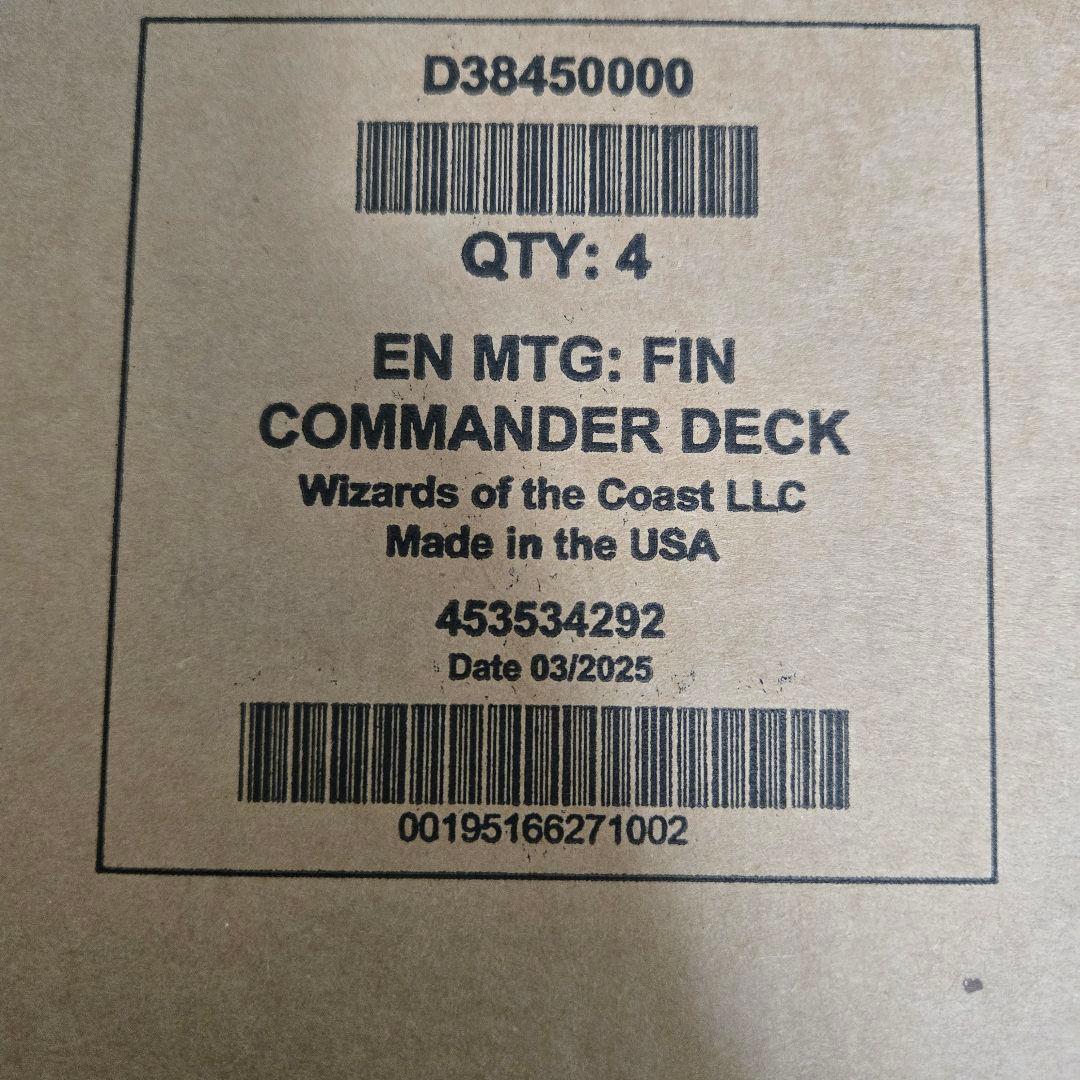 D38450000
QTY: 4
EN MTG: FIN
COMMANDER DECK
Wizards of the Coast LLC
Made in the USA
453534292
Date 03/2025
00195166271002